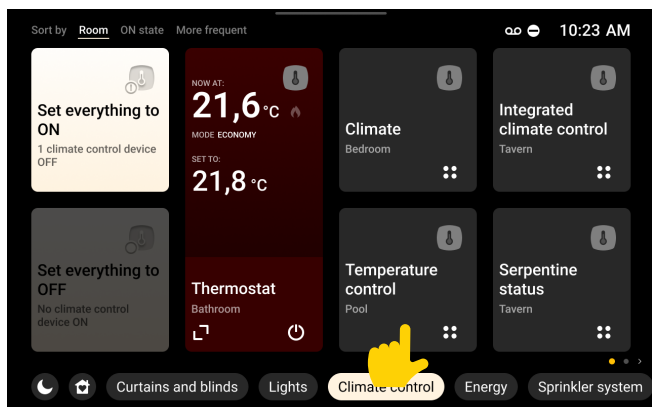 Sort by Room ON state More frequent
10:23 AM
Set everything to
ON
1 climate control device
OFF
NOW AT:
21,6 °C
MODE ECONOMY
SET TO:
21,8 °C
Thermostat
Bathroom
Climate
Bedroom
Integrated
climate control
Tavern
Set everything to
OFF
No climate control
device ON
Temperature
control
Pool
Serpentine
status
Tavern
Curtains and blinds Lights Climate control Energy Sprinkler system